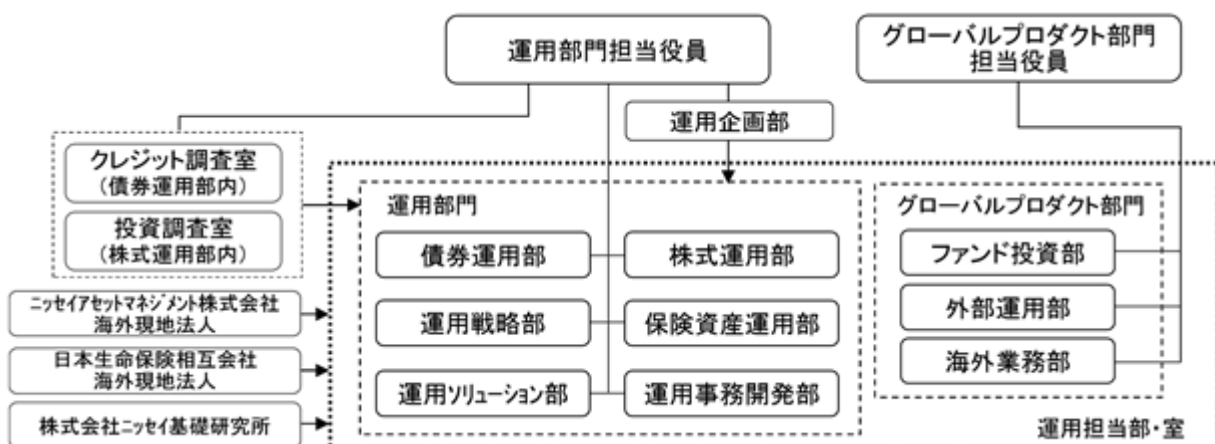 運用部門担当役員
グローバルプロダクト部門
担当役員
運用企画部
クレジット調査室
(債券運用部内)
投資調査室
(株式運用部内)
運用部門
債券運用部
株式運用部
運用戦略部
保険資産運用部
運用ソリューション部
運用事務開発部
グローバルプロダクト部門
ファンド投資部
外部運用部
海外業務部
ニッセイアセットマネジメント株式会社
海外現地法人
日本生命保険相互会社
海外現地法人
株式会社ニッセイ基礎研究所
運用担当部・室